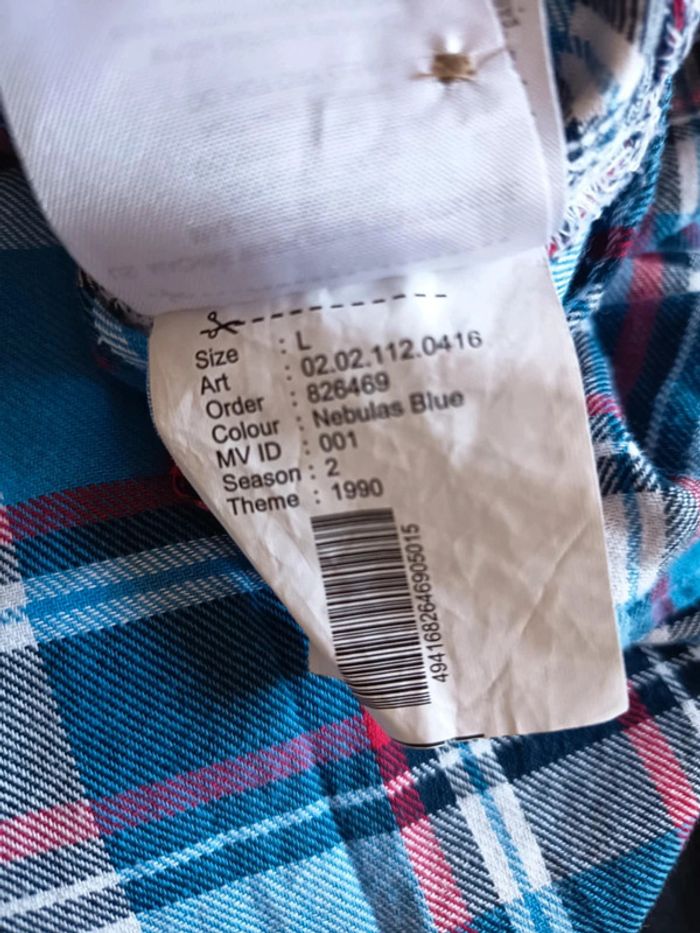 Size : L
Art : 02.02.112.0416
Order : 826469
Colour : Nebulas Blue
MV ID : 001
Season : 2
Theme : 1990
4941682646905015